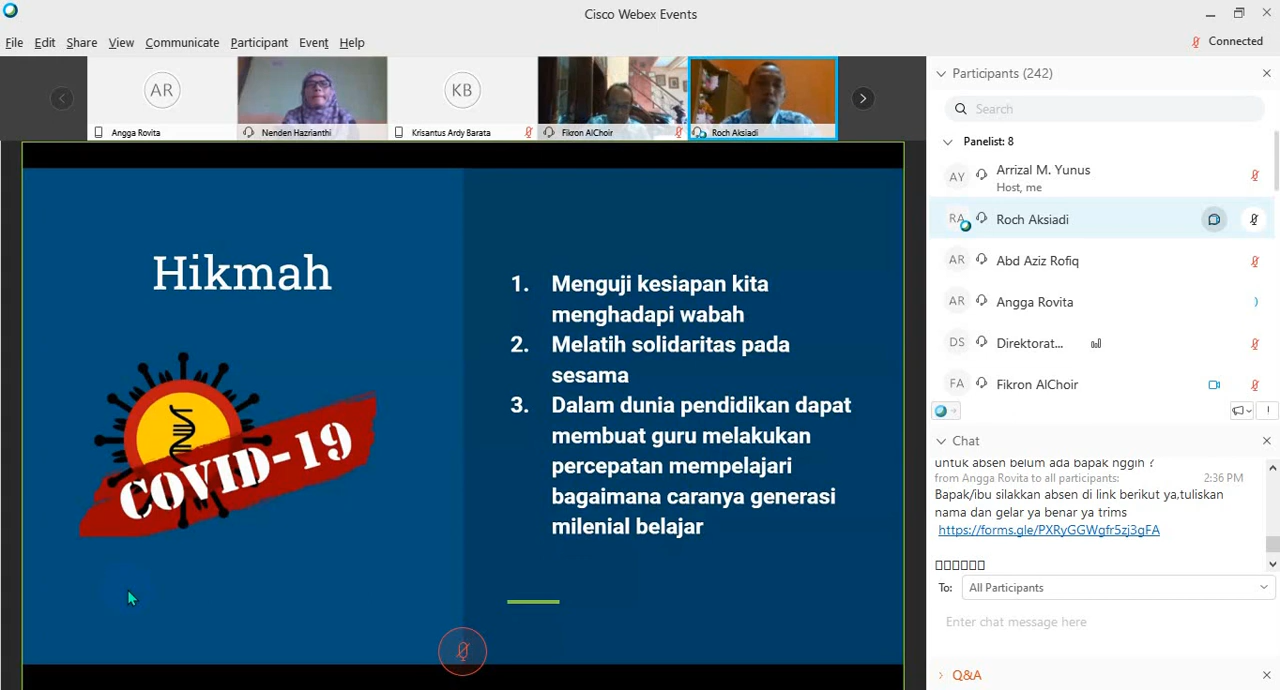 Cisco Webex Events
File Edit Share View Communicate Participant Event Help
Connected
AR
Angga Rovita
Nenden Hazrianthi
KB
Krisantus Ardy Barata
Fikron AlChoir
Roch Aksiadi
Hikmah
COVID-19
1. Menguji kesiapan kita
menghadapi wabah
2. Melatih solidaritas pada
sesama
3. Dalam dunia pendidikan dapat
membuat guru melakukan
percepatan mempelajari
bagaimana caranya generasi
milenial belajar
Participants (242)
Search
Panelist: 8
AY Arrizal M. Yunus
Host, me
RA Roch Aksiadi
AR Abd Aziz Rofiq
AR Angga Rovita
DS Direktorat...
FA Fikron AlChoir
Chat
untuk absen belum ada bapak nggih ?
from Angga Rovita to all participants: 2:36 PM
Bapak/ibu silakkan absen di link berikut ya,tuliskan
nama dan gelar ya benar ya trims
https://forms.gle/PXRyGGWgfr5zj3gFA
To: All Participants
Enter chat message here
Q&A